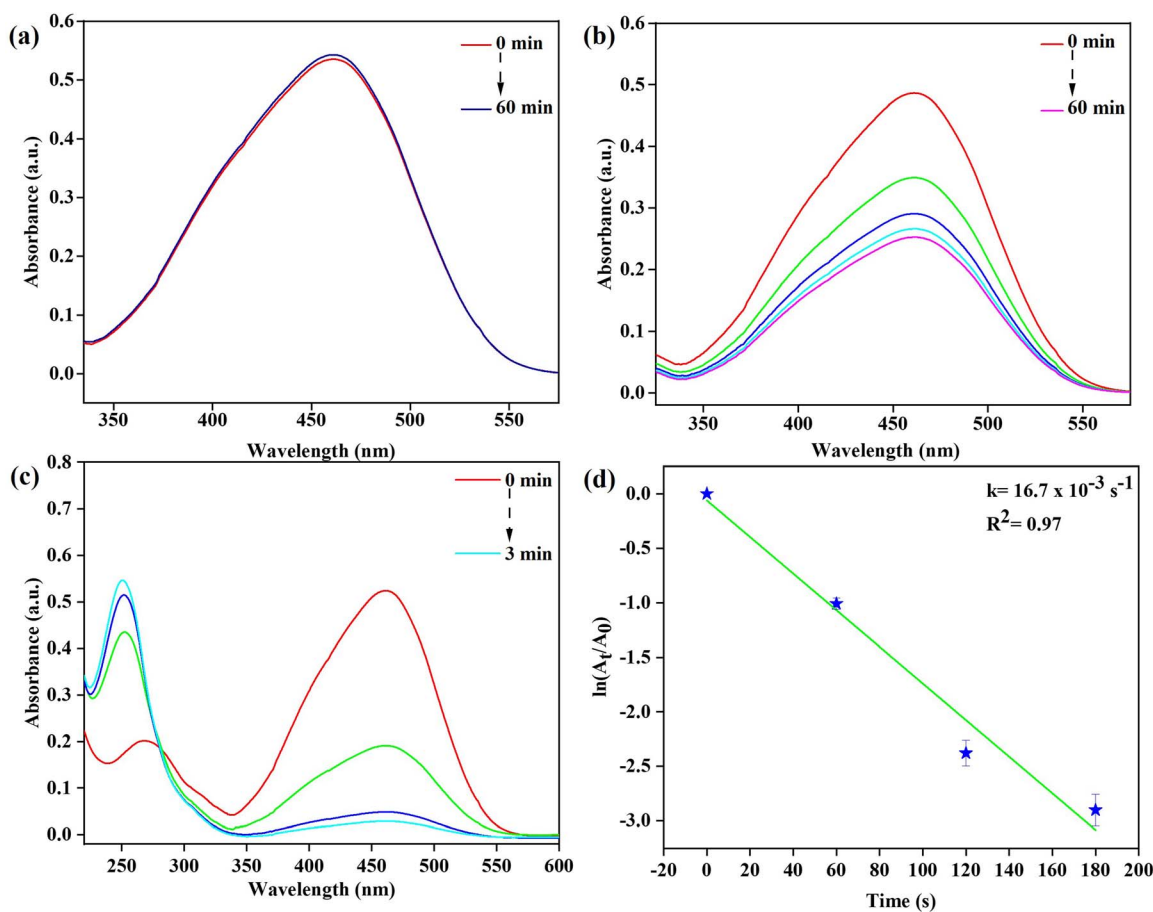 (a)
0.6
0.5
0.4
0.3
0.2
0.1
0.0
Absorbance (a.u.)
0 min
60 min
350 400 450 500 550
Wavelength (nm)
(b)
0.6
0.5
0.4
0.3
0.2
0.1
0.0
Absorbance (a.u.)
0 min
60 min
350 400 450 500 550
Wavelength (nm)
(c)
0.8
0.7
0.6
0.5
0.4
0.3
0.2
0.1
0.0
Absorbance (a.u.)
0 min
3 min
250 300 350 400 450 500 550 600
Wavelength (nm)
(d)
0.0
-0.5
-1.0
-1.5
-2.0
-2.5
-3.0
ln(At/A0)
k= 16.7 x 10⁻³ s⁻¹
R²= 0.97
-20 0 20 40 60 80 100 120 140 160 180 200
Time (s)